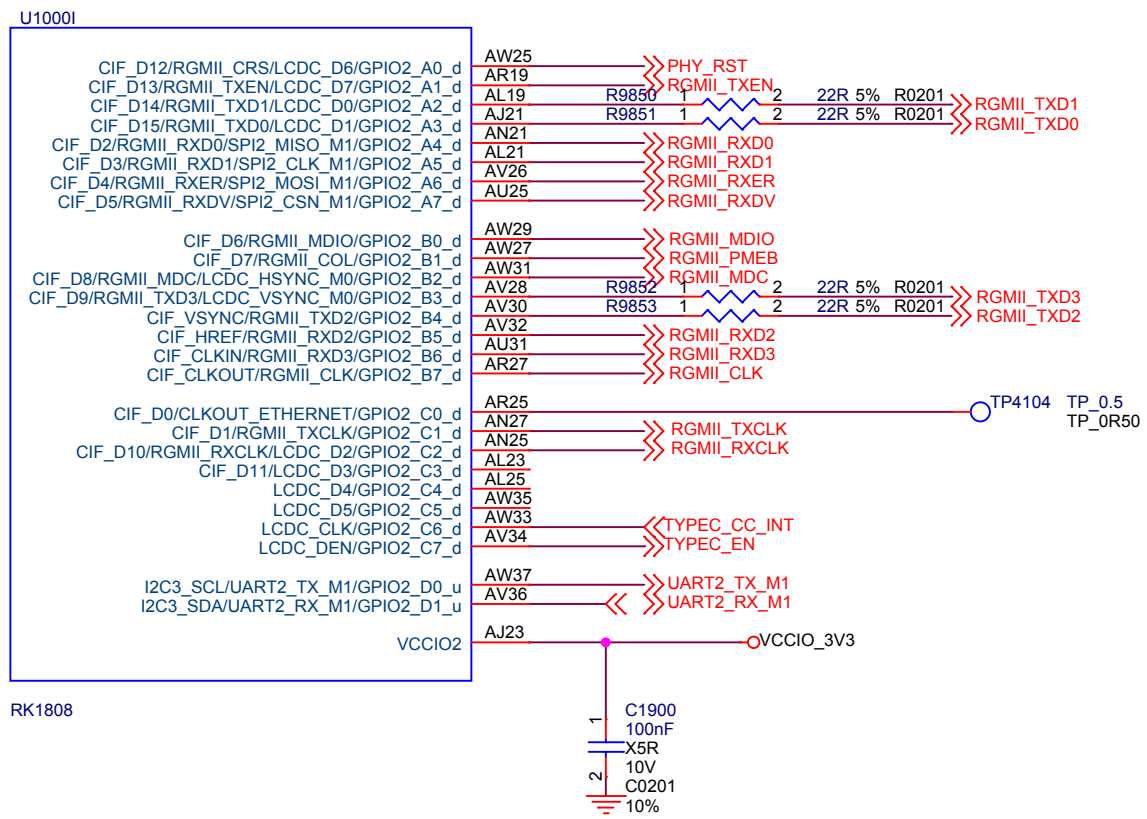 U1000I
CIF_D12/RGMII_CRS/LCDC_D6/GPIO2_A0_d AW25 PHY_RST
CIF_D13/RGMII_TXEN/LCDC_D7/GPIO2_A1_d AR19 RGMII_TXEN
CIF_D14/RGMII_TXD1/LCDC_D0/GPIO2_A2_d AL19 R9850 1 2 22R 5% R0201 RGMII_TXD1
CIF_D15/RGMII_TXD0/LCDC_D1/GPIO2_A3_d AJ21 R9851 1 2 22R 5% R0201 RGMII_TXD0
CIF_D2/RGMII_RXD0/SPI2_MISO_M1/GPIO2_A4_d AN21 RGMII_RXD0
CIF_D3/RGMII_RXD1/SPI2_CLK_M1/GPIO2_A5_d AL21 RGMII_RXD1
CIF_D4/RGMII_RXER/SPI2_MOSI_M1/GPIO2_A6_d AV26 RGMII_RXER
CIF_D5/RGMII_RXDV/SPI2_CSN_M1/GPIO2_A7_d AU25 RGMII_RXDV
CIF_D6/RGMII_MDIO/GPIO2_B0_d AW29 RGMII_MDIO
CIF_D7/RGMII_COL/GPIO2_B1_d AW27 RGMII_PMEB
CIF_D8/RGMII_MDC/LCDC_HSYNC_M0/GPIO2_B2_d AW31 RGMII_MDC
CIF_D9/RGMII_TXD3/LCDC_VSYNC_M0/GPIO2_B3_d AV28 R9852 1 2 22R 5% R0201 RGMII_TXD3
CIF_VSYNC/RGMII_TXD2/GPIO2_B4_d AV30 R9853 1 2 22R 5% R0201 RGMII_TXD2
CIF_HREF/RGMII_RXD2/GPIO2_B5_d AV32 RGMII_RXD2
CIF_CLKIN/RGMII_RXD3/GPIO2_B6_d AU31 RGMII_RXD3
CIF_CLKOUT/RGMII_CLK/GPIO2_B7_d AR27 RGMII_CLK
CIF_D0/CLKOUT_ETHERNET/GPIO2_C0_d AR25 TP4104 TP_0.5
TP_0R50
CIF_D1/RGMII_TXCLK/GPIO2_C1_d AN27 RGMII_TXCLK
CIF_D10/RGMII_RXCLK/LCDC_D2/GPIO2_C2_d AN25 RGMII_RXCLK
CIF_D11/LCDC_D3/GPIO2_C3_d AL23
LCDC_D4/GPIO2_C4_d AL25
LCDC_D5/GPIO2_C5_d AW35
LCDC_CLK/GPIO2_C6_d AW33 TYPEC_CC_INT
LCDC_DEN/GPIO2_C7_d AV34 TYPEC_EN
I2C3_SCL/UART2_TX_M1/GPIO2_D0_u AW37 UART2_TX_M1
I2C3_SDA/UART2_RX_M1/GPIO2_D1_u AV36 UART2_RX_M1
VCCIO2 AJ23 VCCIO_3V3
RK1808
1 C1900
100nF
X5R
10V
2 C0201
10%